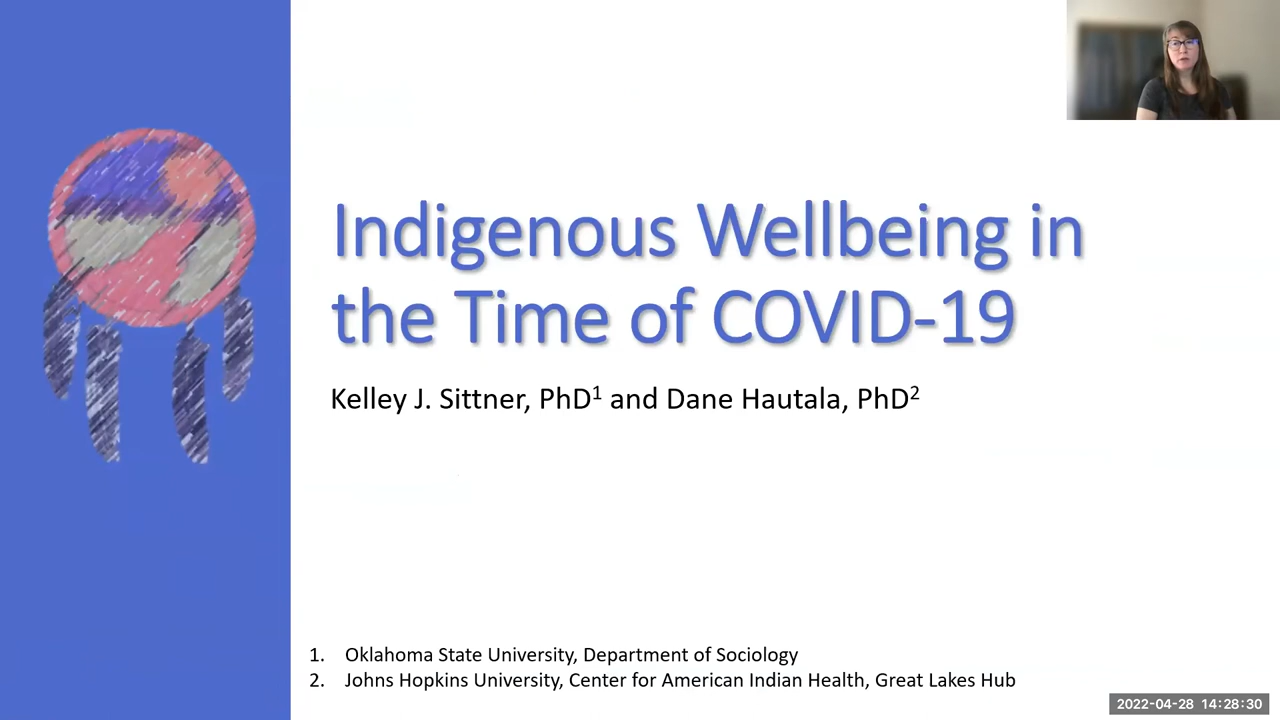 Indigenous Wellbeing in
the Time of COVID-19
Kelley J. Sittner, PhD1 and Dane Hautala, PhD2
1. Oklahoma State University, Department of Sociology
2. Johns Hopkins University, Center for American Indian Health, Great Lakes Hub
2022-04-28 14:28:30